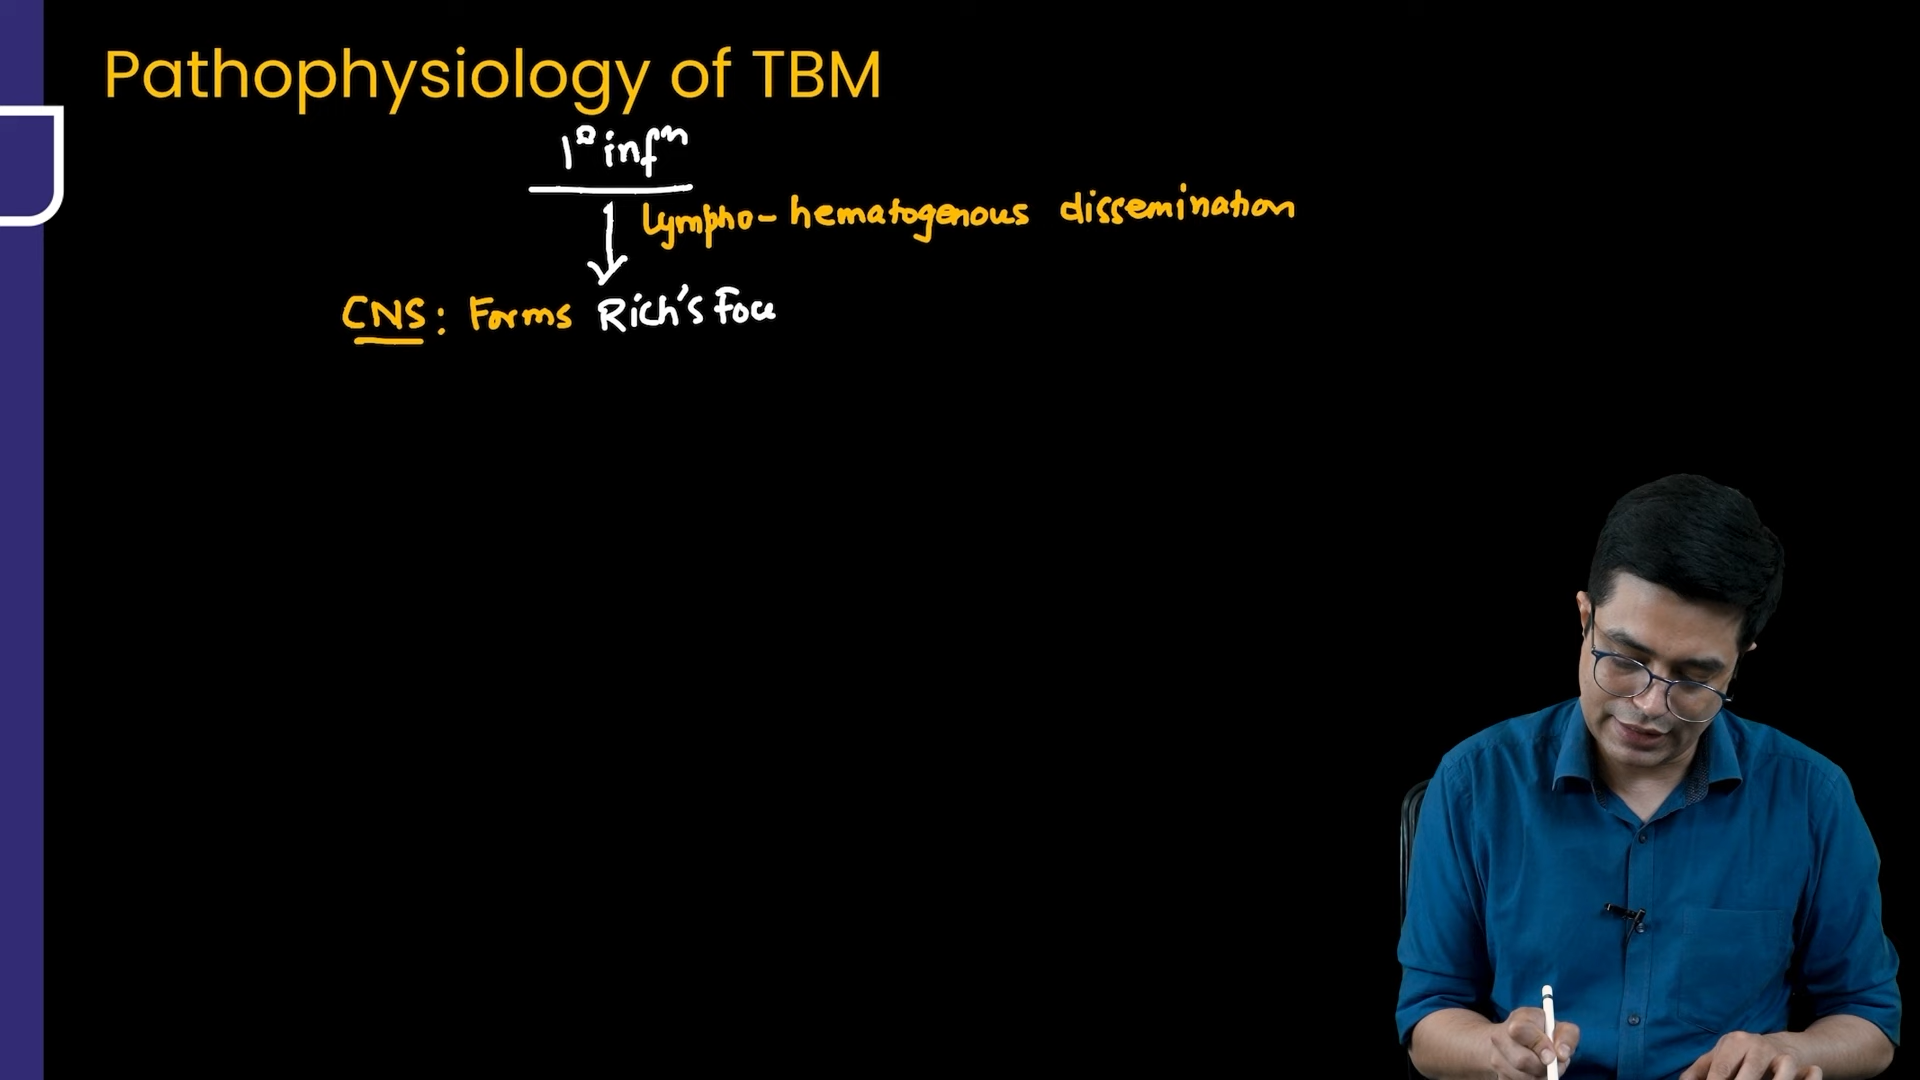 Pathophysiology of TBM
1° infⁿ
Lympho-hematogenous dissemination
CNS: Forms Rich's Foci